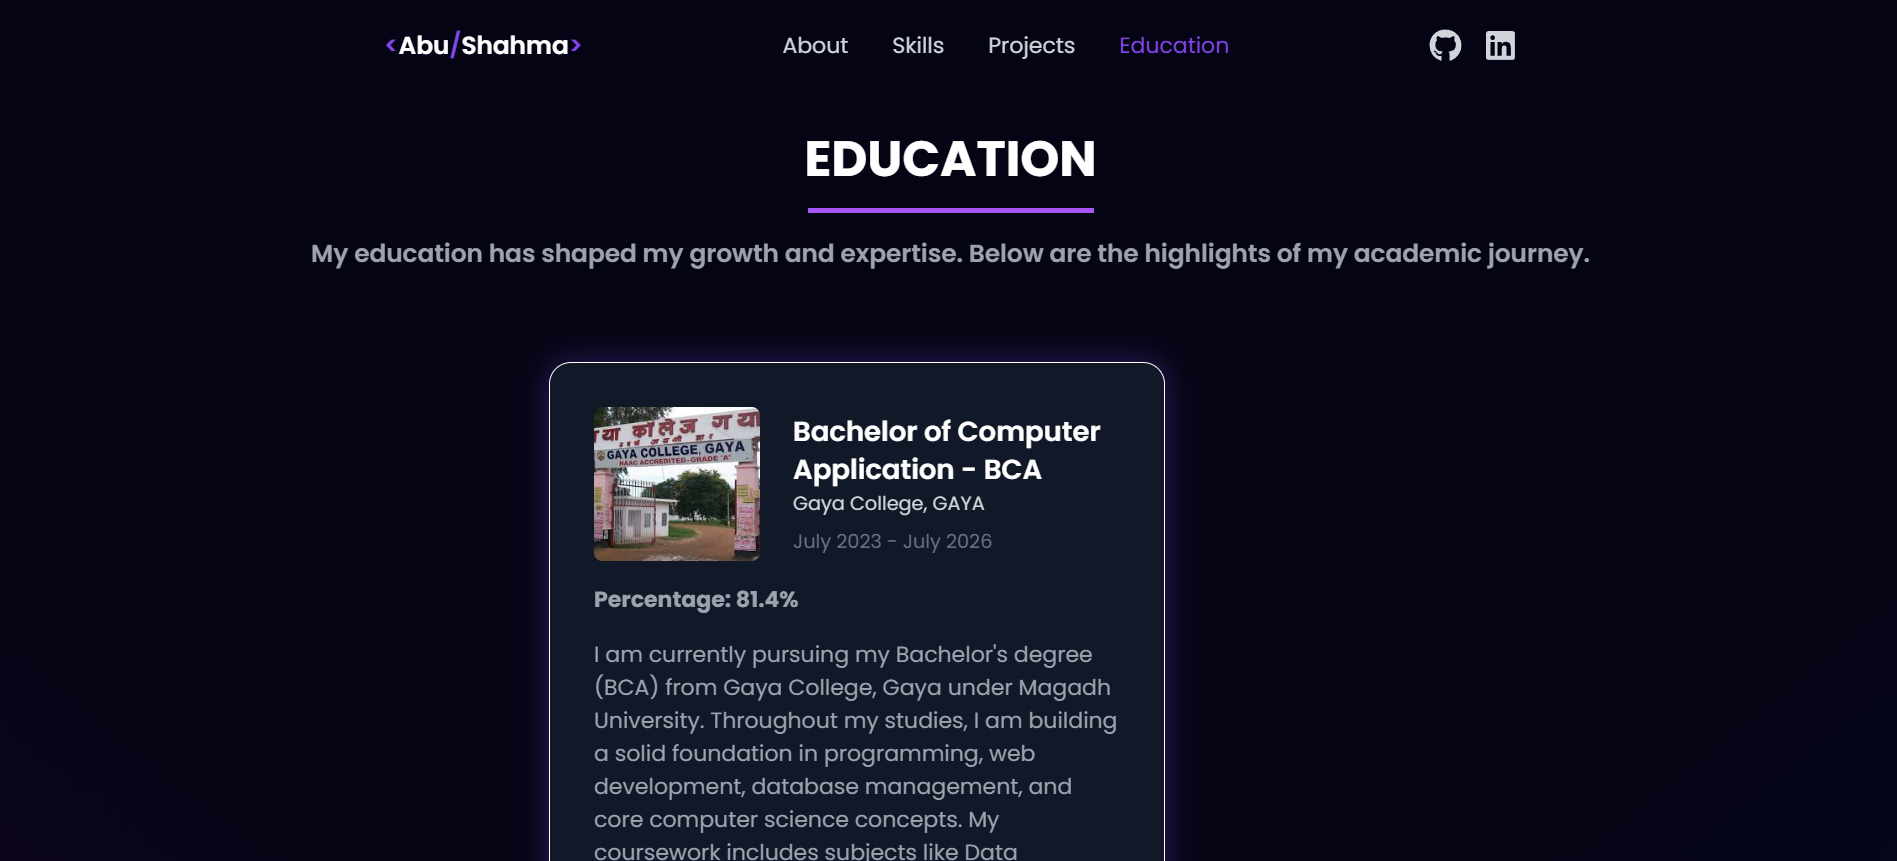 <Abu/Shahma>
About
Skills
Projects
Education
EDUCATION
My education has shaped my growth and expertise. Below are the highlights of my academic journey.
गया कॉलेज गया
GAYA COLLEGE, GAYA
NAAC ACCREDITED-GRADE 'A'
Bachelor of Computer
Application - BCA
Gaya College, GAYA
July 2023 - July 2026
Percentage: 81.4%
I am currently pursuing my Bachelor's degree
(BCA) from Gaya College, Gaya under Magadh
University. Throughout my studies, I am building
a solid foundation in programming, web
development, database management, and
core computer science concepts. My
coursework includes subjects like Data